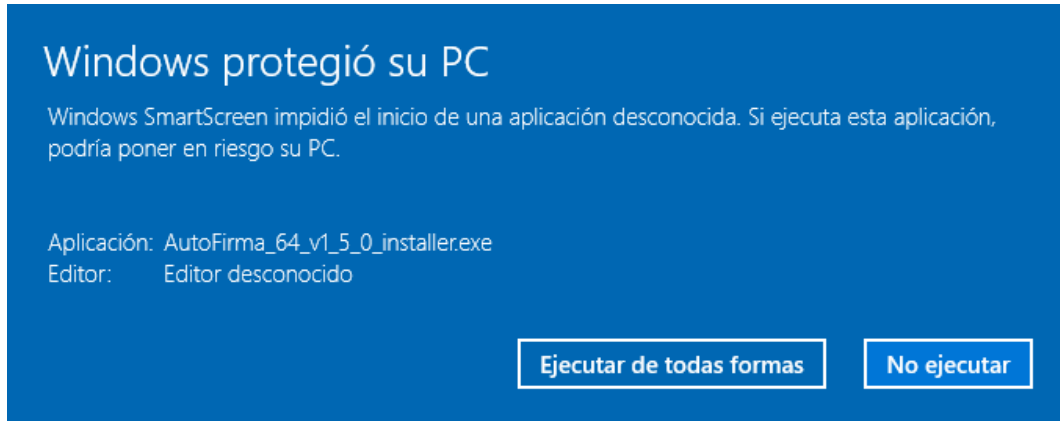 Windows protegió su PC
Windows SmartScreen impidió el inicio de una aplicación desconocida. Si ejecuta esta aplicación,
podría poner en riesgo su PC.
Aplicación: AutoFirma_64_v1_5_0_installer.exe
Editor: Editor desconocido
Ejecutar de todas formas No ejecutar